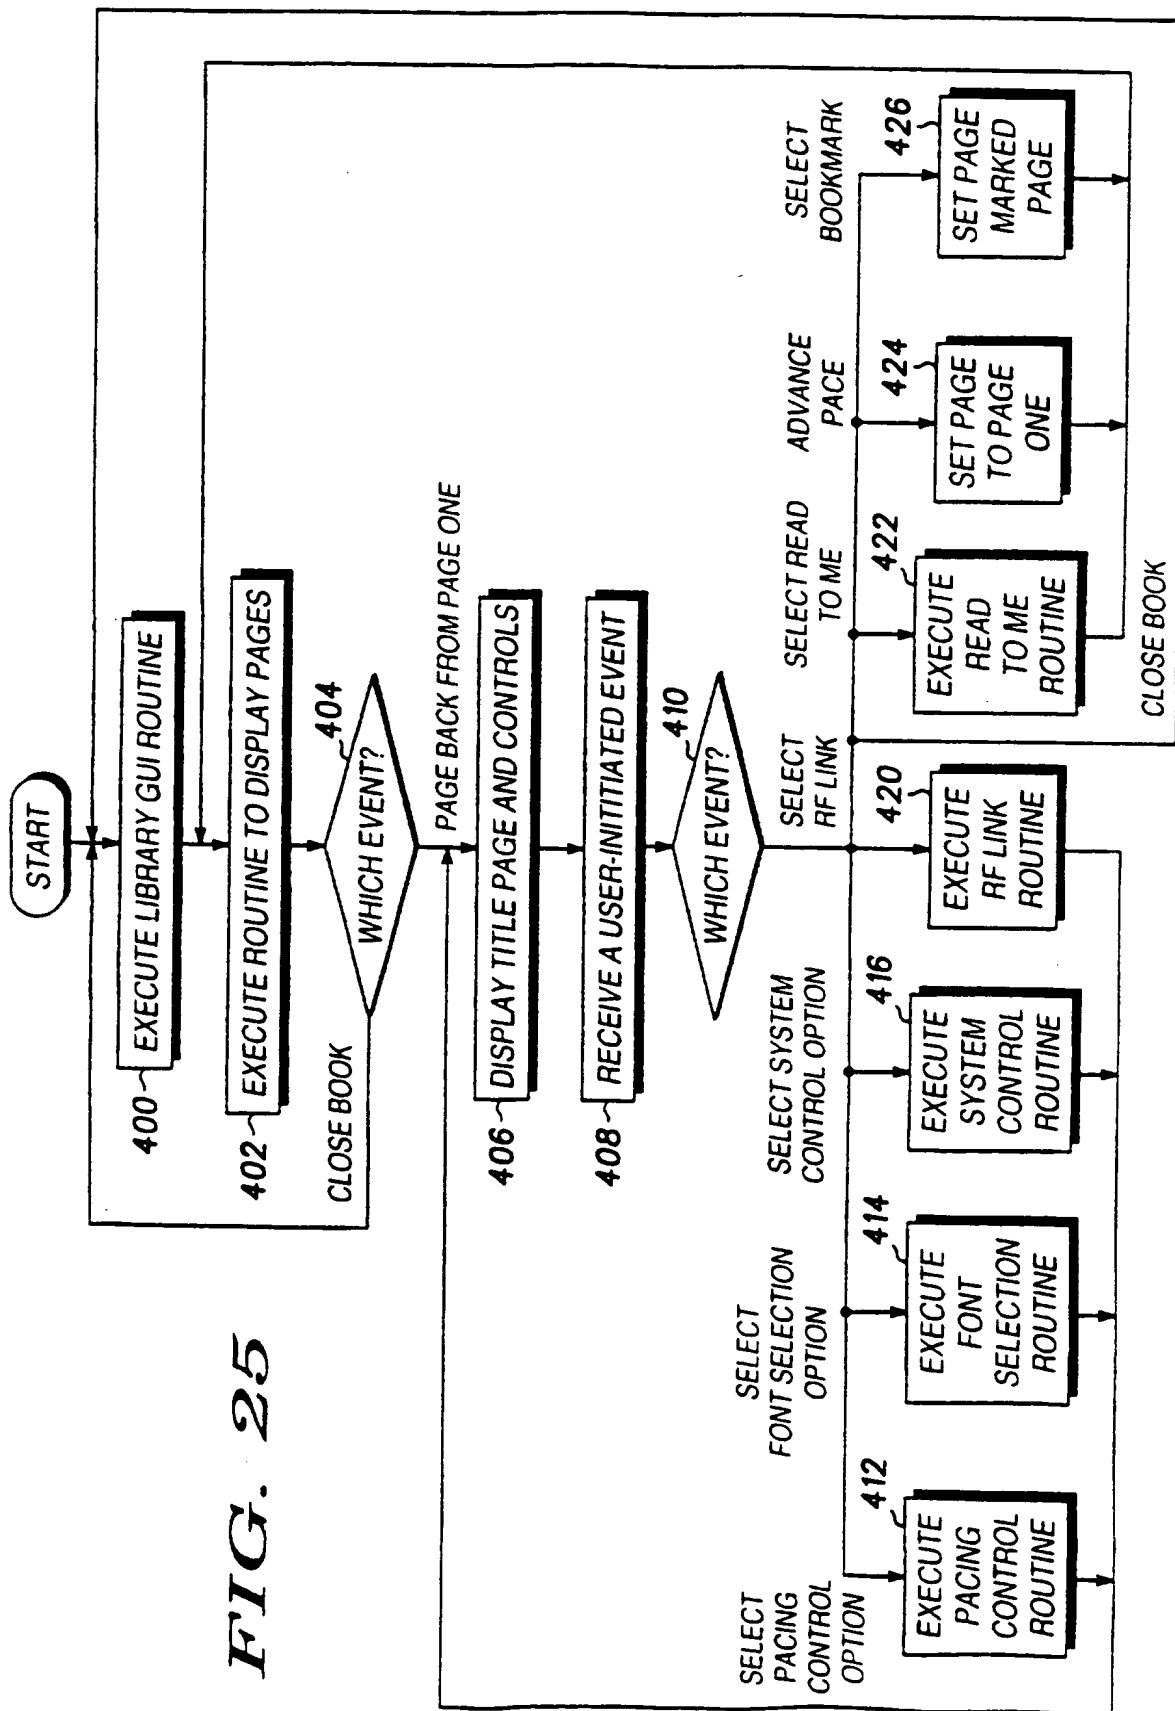 FIG. 25
START
400
EXECUTE LIBRARY GUI ROUTINE
402
EXECUTE ROUTINE TO DISPLAY PAGES
404
WHICH EVENT?
CLOSE BOOK
PAGE BACK FROM PAGE ONE
406
DISPLAY TITLE PAGE AND CONTROLS
408
RECEIVE A USER-INITIATED EVENT
410
WHICH EVENT?
SELECT
PACING
CONTROL
OPTION
412
EXECUTE
PACING
CONTROL
ROUTINE
SELECT
FONT SELECTION
OPTION
414
EXECUTE
FONT
SELECTION
ROUTINE
SELECT SYSTEM
CONTROL OPTION
416
EXECUTE
SYSTEM
CONTROL
ROUTINE
SELECT
RF LINK
420
EXECUTE
RF LINK
ROUTINE
SELECT READ
TO ME
422
EXECUTE
READ
TO ME
ROUTINE
ADVANCE
PACE
424
SET PAGE
TO PAGE
ONE
SELECT
BOOKMARK
426
SET PAGE
MARKED
PAGE
CLOSE BOOK